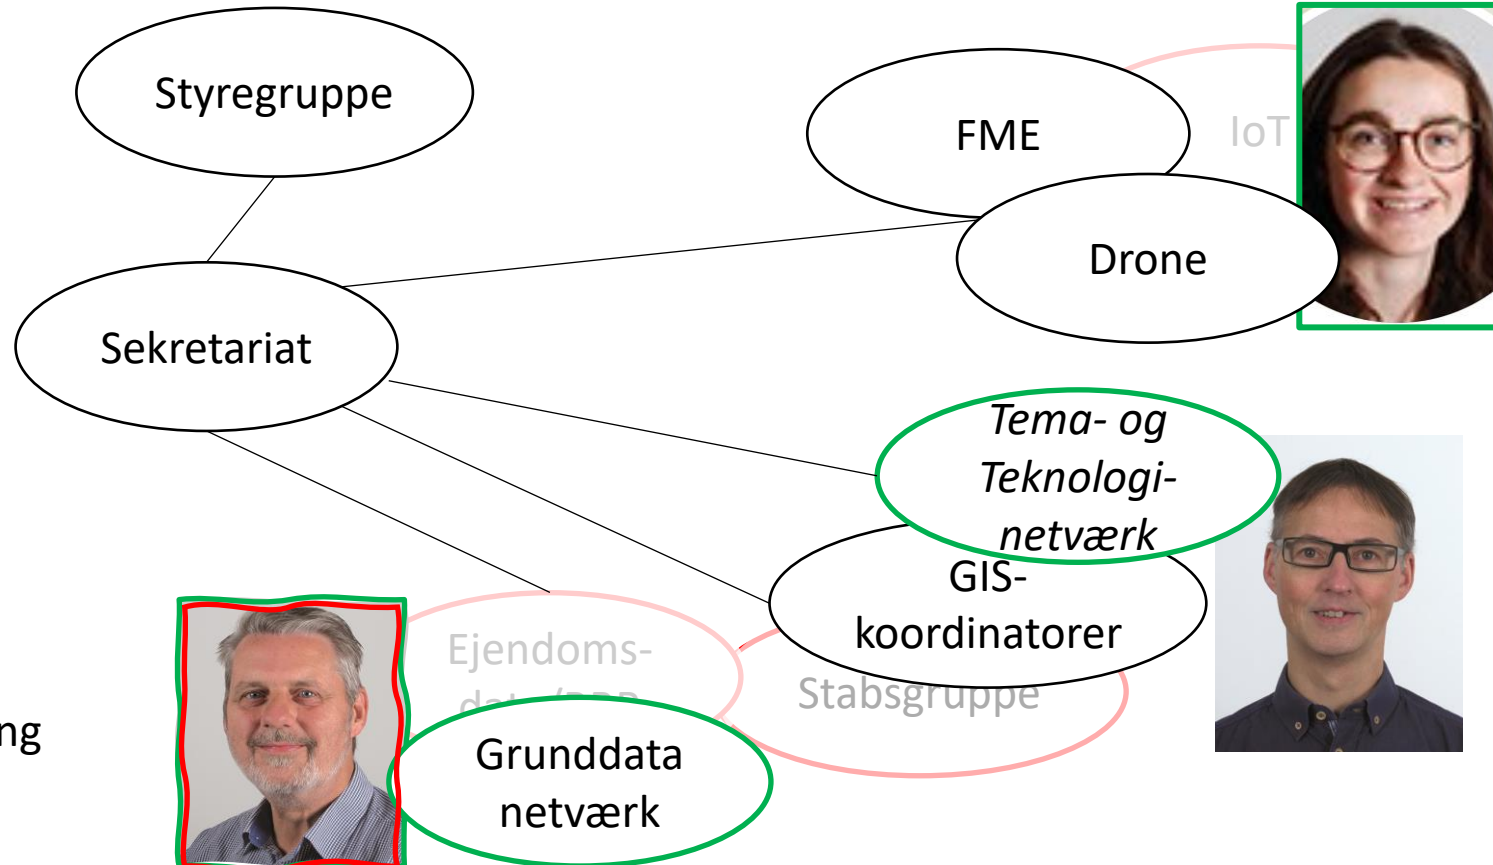 Styregruppe
FME
IoT
Drone
Sekretariat
Tema- og
Teknologi-
netværk
GIS-
koordinatorer
Ejendoms-
Stabsgruppe
ng
Grunddata
netværk